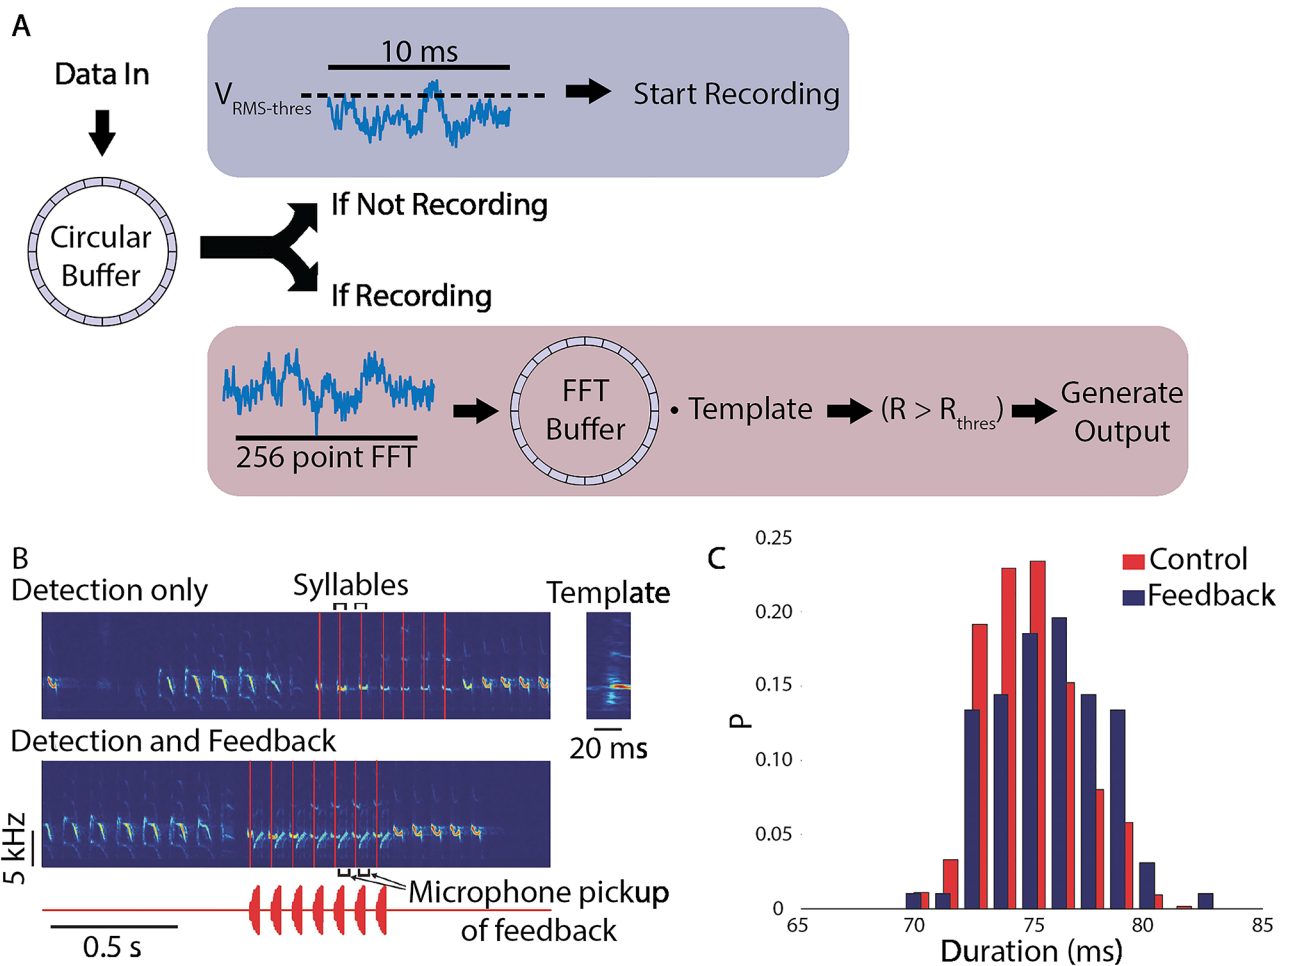 A
Data In
10 ms
VRMS-thres
Start Recording
Circular
Buffer
If Not Recording
If Recording
256 point FFT
FFT
Buffer
• Template
(R > Rthres)
Generate
Output
B
Detection only
Syllables
Template
20 ms
Detection and Feedback
5 kHz
Microphone pickup
of feedback
0.5 s
C
Control
Feedback
P
0.25
0.20
0.15
0.10
0.05
0
65
70
75
80
85
Duration (ms)